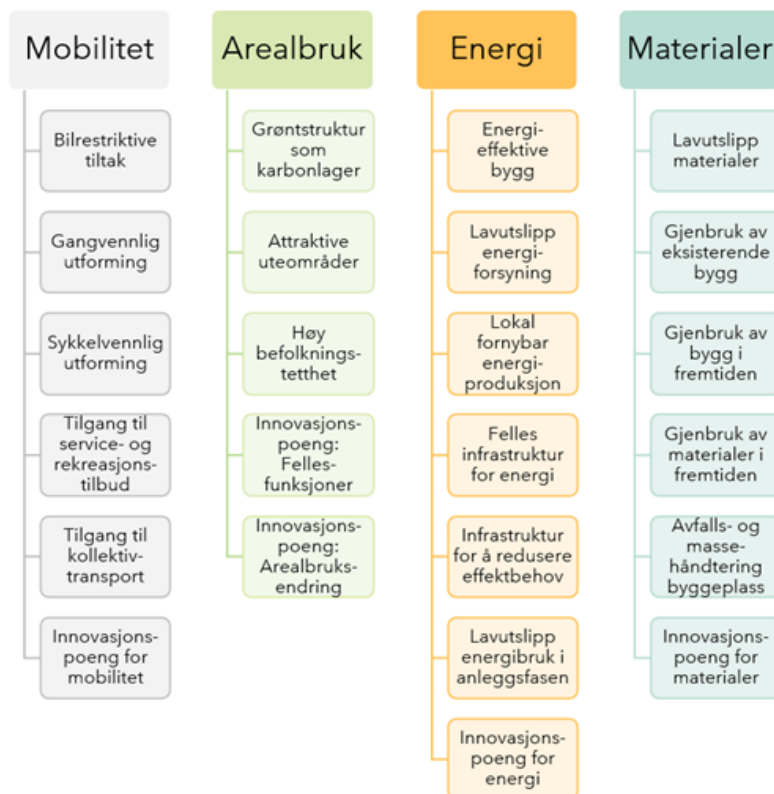 Mobilitet
Bilrestriktive
tiltak
Gangvennlig
utforming
Sykkelvennlig
utforming
Tilgang til
service- og
rekreasjons-
tilbud
Tilgang til
kollektiv-
transport
Innovasjons-
poeng for
mobilitet
Arealbruk
Grøntstruktur
som
karbonlager
Attraktive
uteområder
Høy
befolknings-
tetthet
Innovasjons-
poeng:
Felles-
funksjoner
Innovasjons-
poeng:
Arealbruks-
endring
Energi
Energi-
effektive
bygg
Lavutslipp
energi-
forsyning
Lokal
fornybar
energi-
produksjon
Felles
infrastruktur
for energi
Infrastruktur
for å redusere
effektbehov
Lavutslipp
energibruk i
anleggsfasen
Innovasjons-
poeng for
energi
Materialer
Lavutslipp
materialer
Gjenbruk av
eksisterende
bygg
Gjenbruk av
bygg i
fremtiden
Gjenbruk av
materialer i
fremtiden
Avfalls- og
masse-
håndtering
byggeplass
Innovasjons-
poeng for
materialer